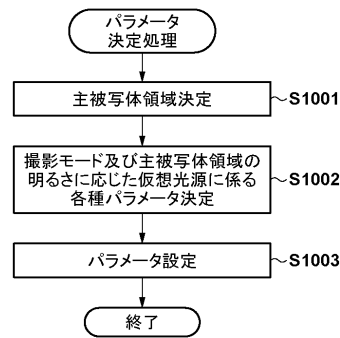 パラメータ
決定処理
主被写体領域決定
S1001
撮影モード及び主被写体領域の
明るさに応じた仮想光源に係る
各種パラメータ決定
S1002
パラメータ設定
S1003
終了